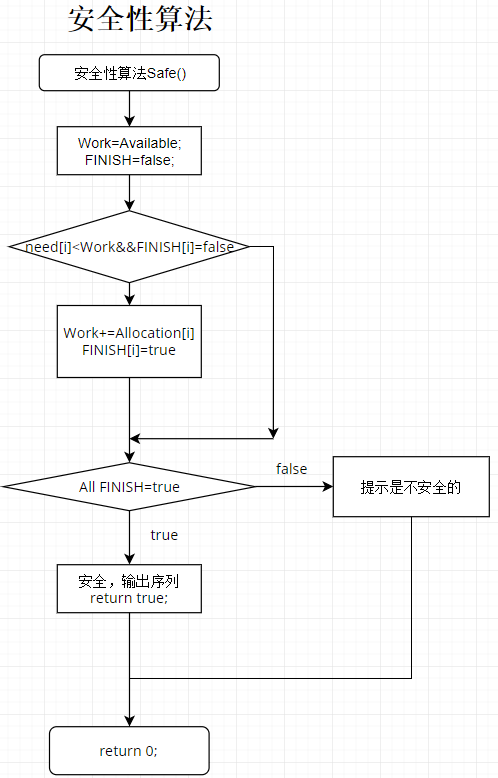 安全性算法
安全性算法Safe()
Work=Available;
FINISH=false;
need[i]<Work&&FINISH[i]=false
Work+=Allocation[i]
FINISH[i]=true
All FINISH=true
false
提示是不安全的
true
安全，输出序列
return true;
return 0;